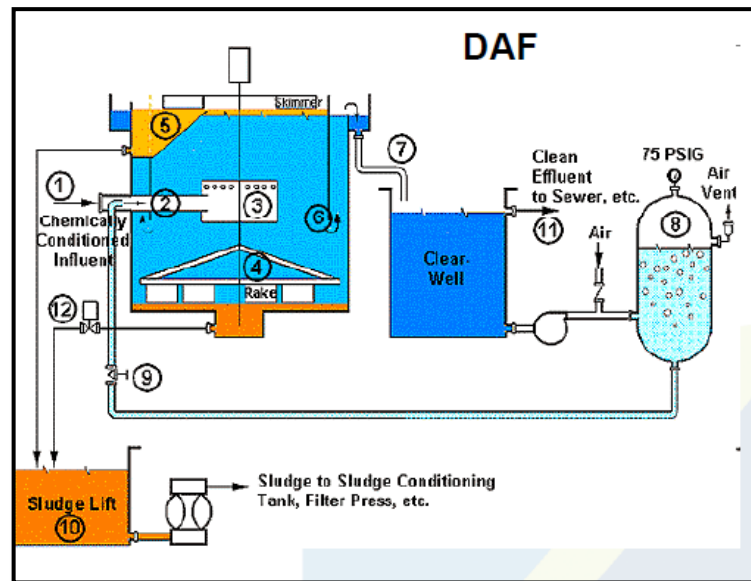 DAF
Skimmer
5
1
2
3
6
7
Chemically
Conditioned
Influent
4
Rake
12
9
Clear-
Well
Clean
Effluent
to Sewer, etc.
11
Air
75 PSIG
Air
Vent
8
Sludge Lift
10
Sludge to Sludge Conditioning
Tank, Filter Press, etc.